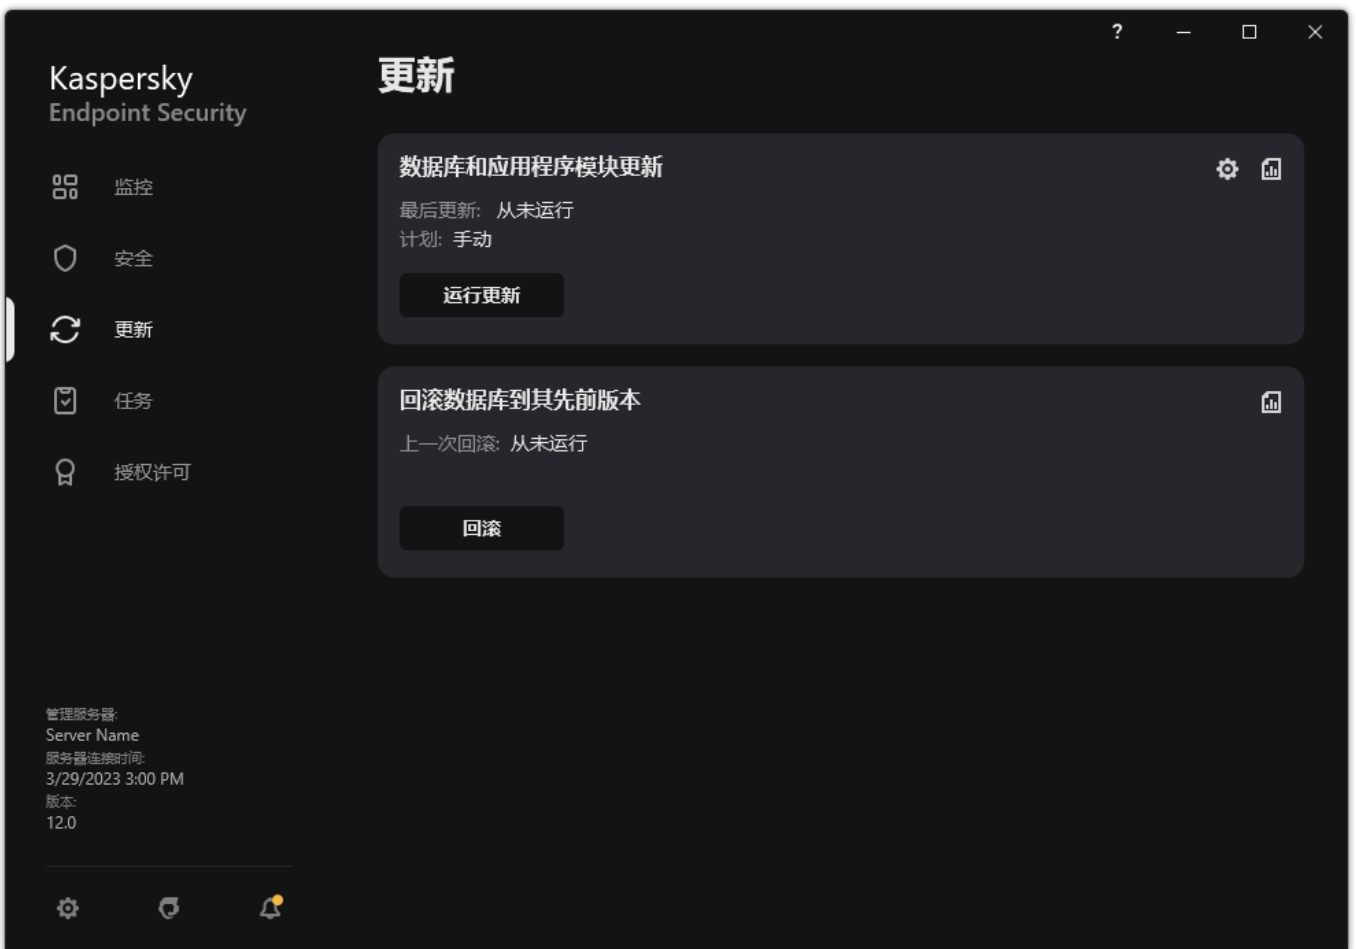 ?
Kaspersky
Endpoint Security
监控
安全
更新
任务
授权许可
更新
数据库和应用程序模块更新
最后更新: 从未运行
计划: 手动
运行更新
回滚数据库到其先前版本
上一次回滚: 从未运行
回滚
管理服务器:
Server Name
服务器连接时间:
3/29/2023 3:00 PM
版本:
12.0